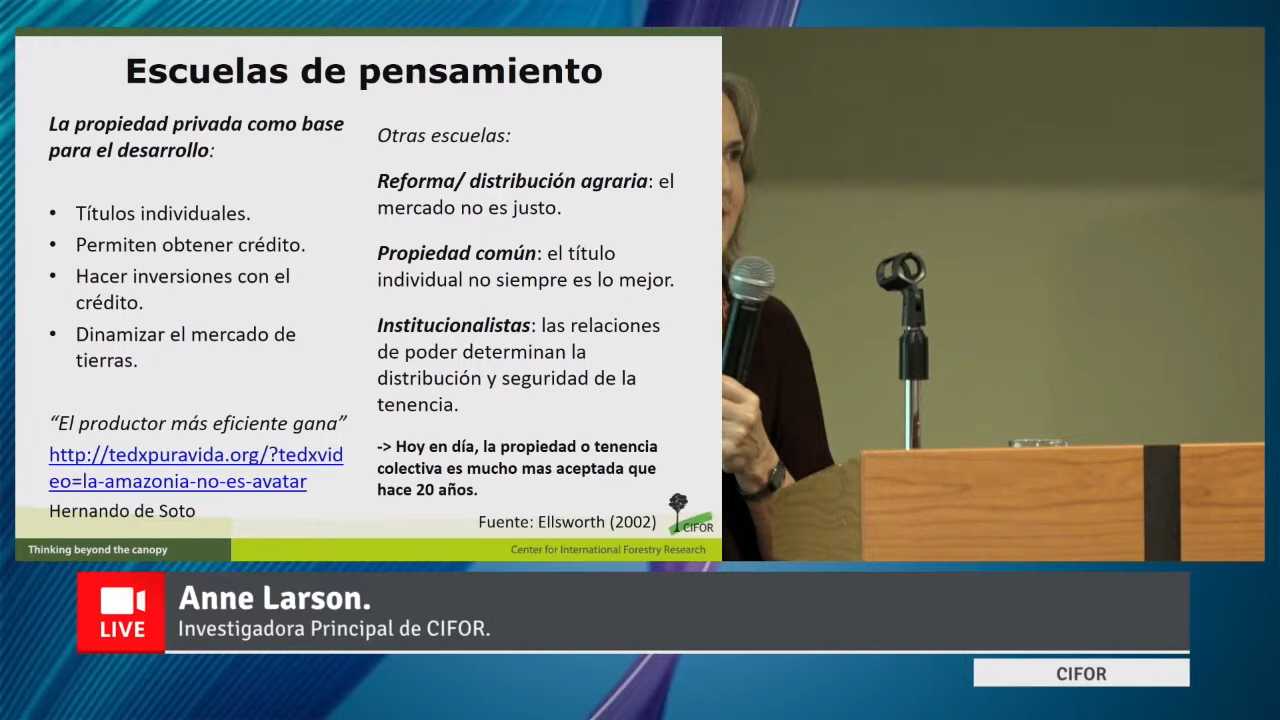 Escuelas de pensamiento
La propiedad privada como base
para el desarrollo:
• Títulos individuales.
• Permiten obtener crédito.
• Hacer inversiones con el
crédito.
• Dinamizar el mercado de
tierras.
“El productor más eficiente gana”
http://tedxpuravida.org/?tedxvid
eo=la-amazonia-no-es-avatar
Hernando de Soto
Otras escuelas:
Reforma/ distribución agraria: el
mercado no es justo.
Propiedad común: el título
individual no siempre es lo mejor.
Institucionalistas: las relaciones
de poder determinan la
distribución y seguridad de la
tenencia.
-> Hoy en día, la propiedad o tenencia
colectiva es mucho mas aceptada que
hace 20 años.
Fuente: Ellsworth (2002)
CIFOR
Thinking beyond the canopy
Center for International Forestry Research
LIVE
Anne Larson.
Investigadora Principal de CIFOR.
CIFOR